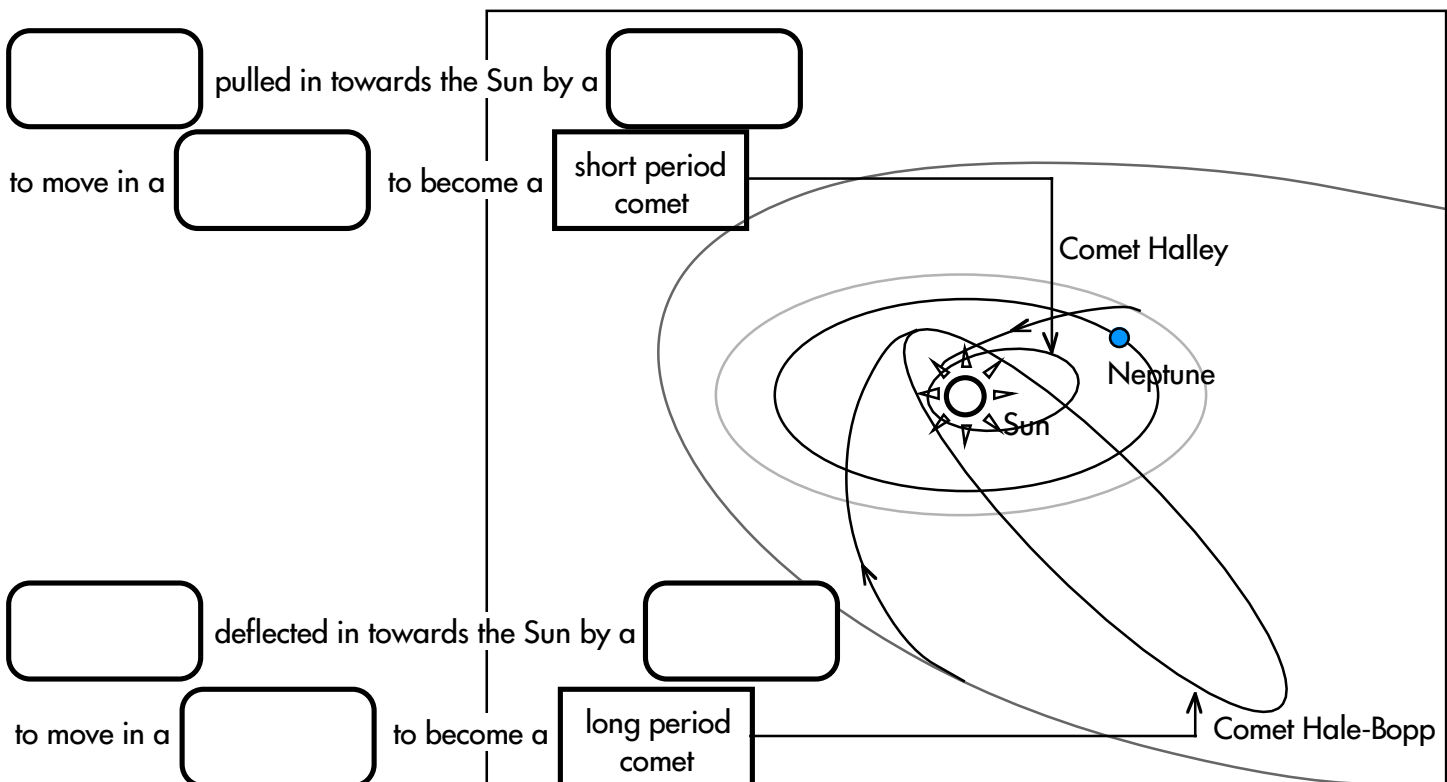 pulled in towards the Sun by a
to move in a to become a short period comet
Comet Halley
Neptune
Sun
deflected in towards the Sun by a
to move in a to become a long period comet
Comet Hale-Bopp